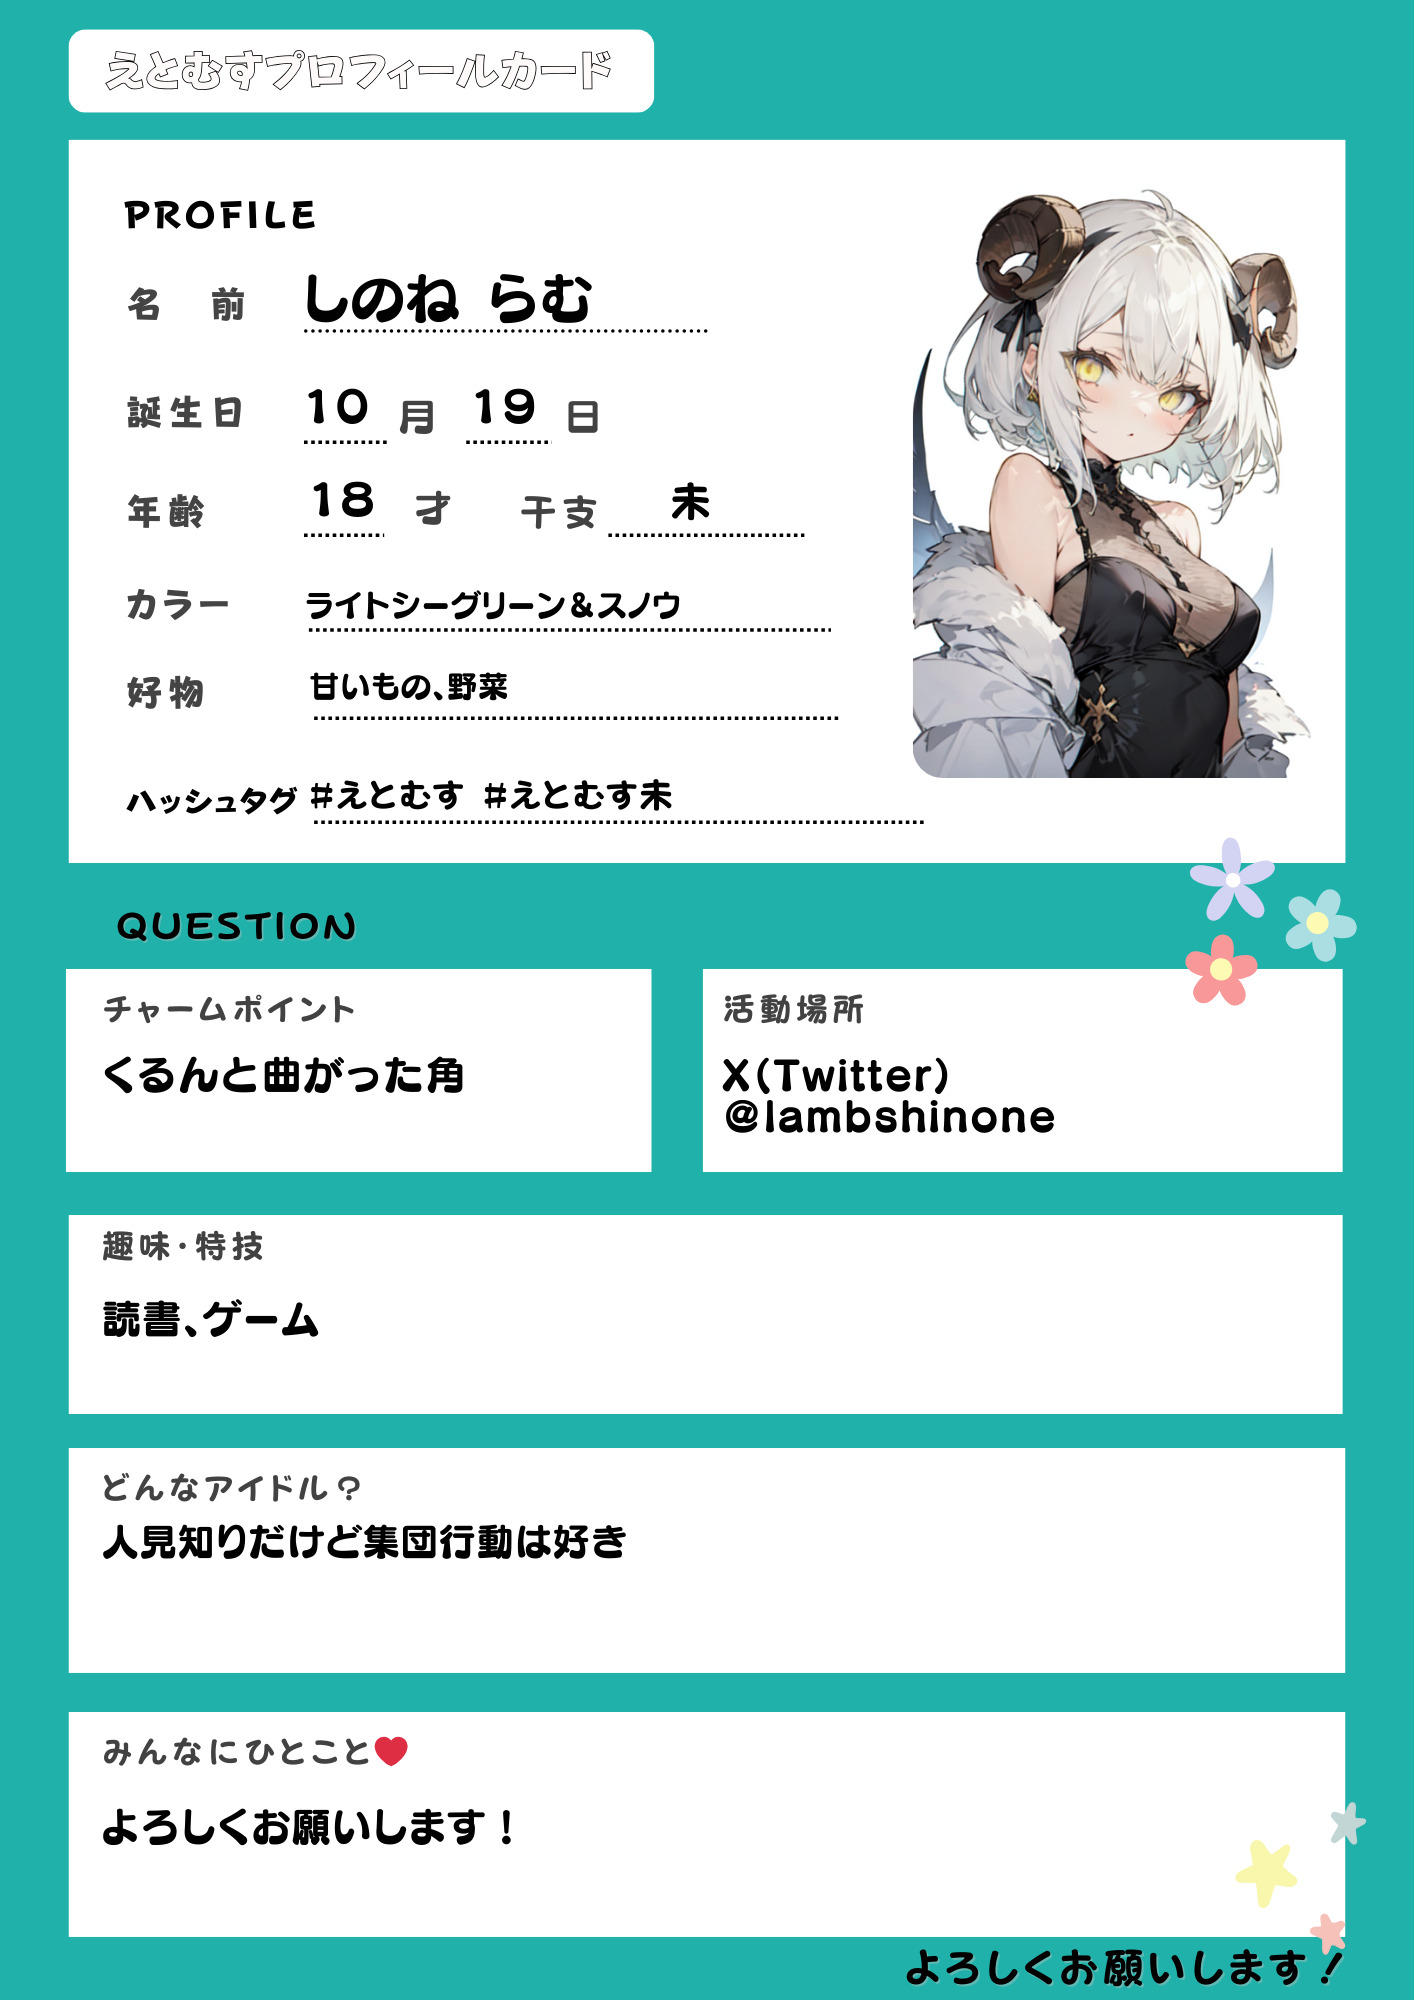 えとむすプロフィールカード
PROFILE
名 前 しのね らむ
誕生日 10 月 19 日
年齢 18 才 干支 未
カラー ライトシーグリーン&スノウ
好物 甘いもの、野菜
ハッシュタグ #えとむす #えとむす未
QUESTION
チャームポイント
くるんと曲がった角
活動場所
X(Twitter)
@lambshinone
趣味・特技
読書、ゲーム
どんなアイドル?
人見知りだけど集団行動は好き
みんなにひとこと❤
よろしくお願いします!
よろしくお願いします!